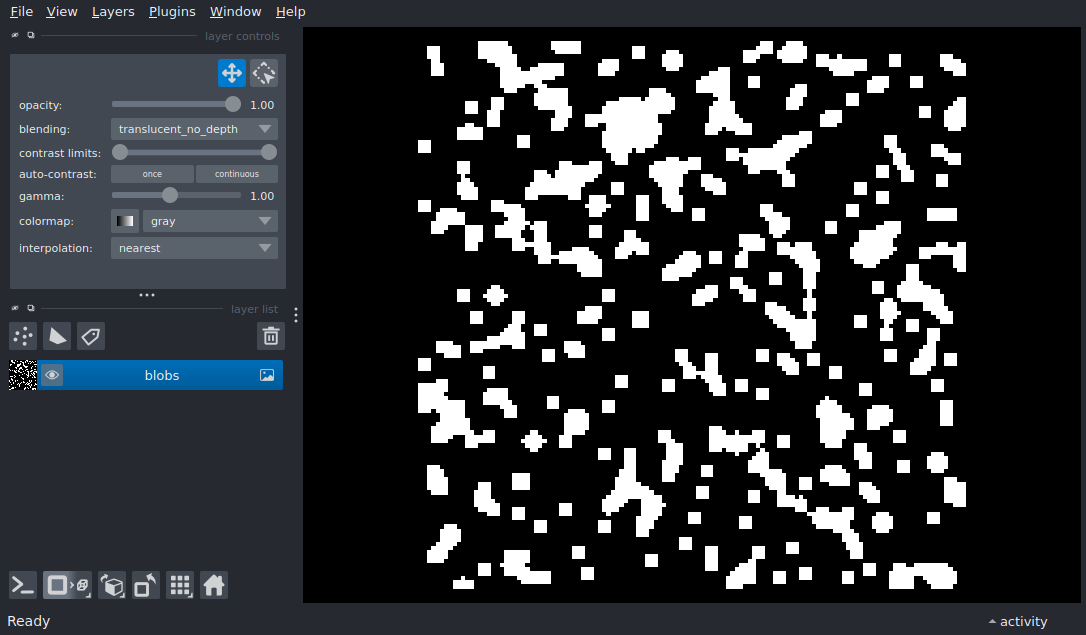 File View Layers Plugins Window Help
layer controls
opacity: 1.00
blending: translucent_no_depth
contrast limits:
auto-contrast: once continuous
gamma: 1.00
colormap: gray
interpolation: nearest
layer list
blobs
Ready activity